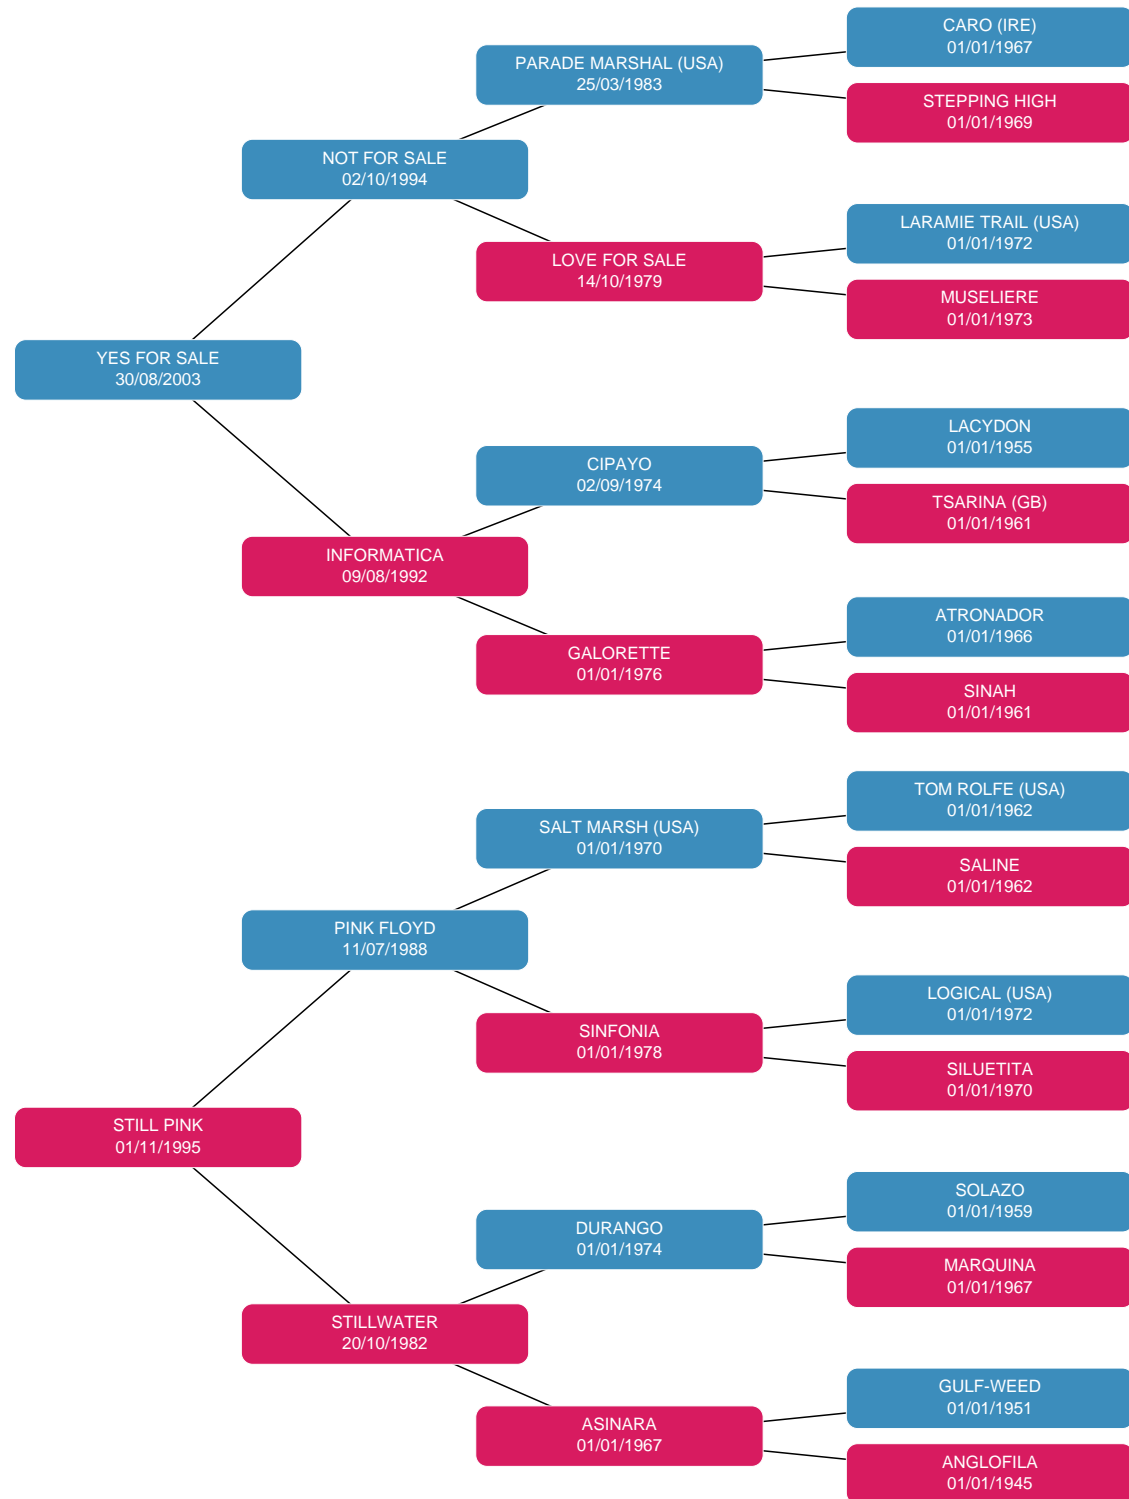 CARO (IRE)
01/01/1967
PARADE MARSHAL (USA)
25/03/1983
STEPPING HIGH
01/01/1969
NOT FOR SALE
02/10/1994
LARAMIE TRAIL (USA)
01/01/1972
LOVE FOR SALE
14/10/1979
MUSELIERE
01/01/1973
YES FOR SALE
30/08/2003
LACYDON
01/01/1955
CIPAYO
02/09/1974
TSARINA (GB)
01/01/1961
INFORMATICA
09/08/1992
ATRONADOR
01/01/1966
GALORETTE
01/01/1976
SINAH
01/01/1961
TOM ROLFE (USA)
01/01/1962
SALT MARSH (USA)
01/01/1970
SALINE
01/01/1962
PINK FLOYD
11/07/1988
LOGICAL (USA)
01/01/1972
SINFONIA
01/01/1978
SILUETITA
01/01/1970
STILL PINK
01/11/1995
SOLAZO
01/01/1959
DURANGO
01/01/1974
MARQUINA
01/01/1967
STILLWATER
20/10/1982
GULF-WEED
01/01/1951
ASINARA
01/01/1967
ANGLOFILA
01/01/1945